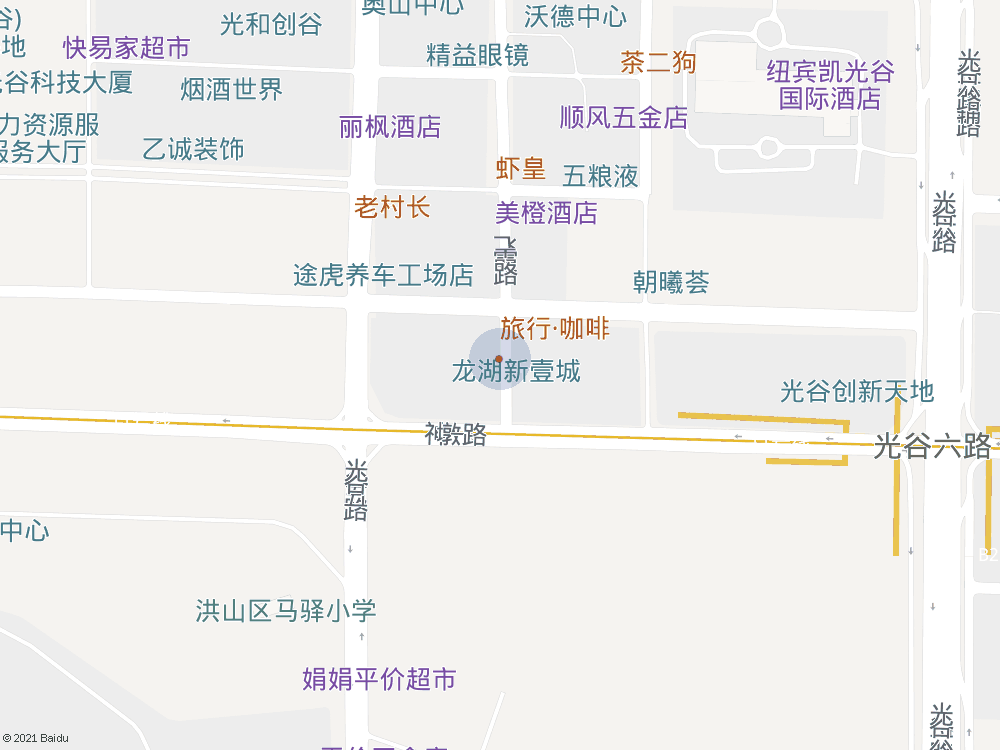 奥山中心
沃德中心
谷)
光和创谷
地
快易家超市
精益眼镜
茶二狗
纽宾凯光谷
国际酒店
谷科技大厦
烟酒世界
力资源服
务大厅
丽枫酒店
顺风五金店
乙诚装饰
虾皇
五粮液
老村长
美橙酒店
飞雲路
途虎养车工场店
朝曦荟
旅行·咖啡
龙湖新壹城
光谷创新天地
神墩路
光谷六路
中心
B2
洪山区马驿小学
娟娟平价超市
© 2021 Baidu